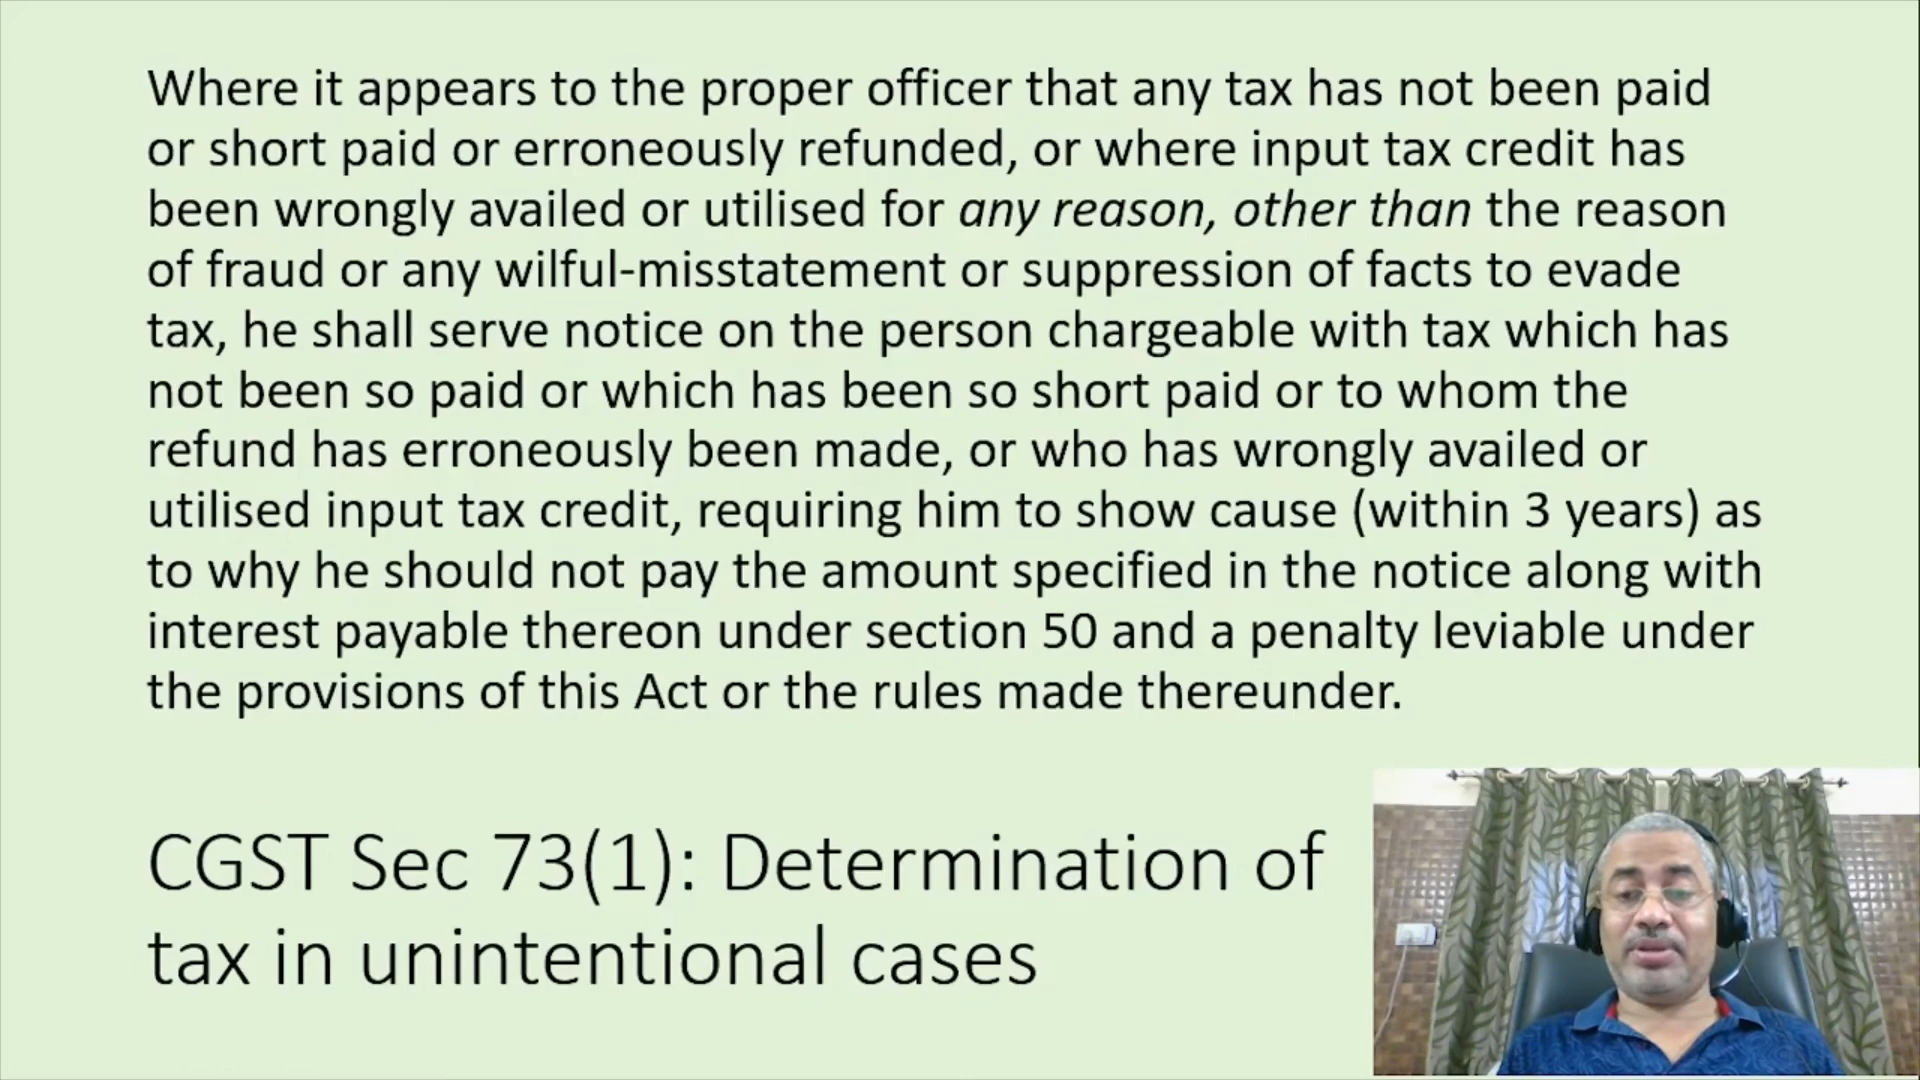 Where it appears to the proper officer that any tax has not been paid
or short paid or erroneously refunded, or where input tax credit has
been wrongly availed or utilised for any reason, other than the reason
of fraud or any wilful-misstatement or suppression of facts to evade
tax, he shall serve notice on the person chargeable with tax which has
not been so paid or which has been so short paid or to whom the
refund has erroneously been made, or who has wrongly availed or
utilised input tax credit, requiring him to show cause (within 3 years) as
to why he should not pay the amount specified in the notice along with
interest payable thereon under section 50 and a penalty leviable under
the provisions of this Act or the rules made thereunder.
CGST Sec 73(1): Determination of
tax in unintentional cases